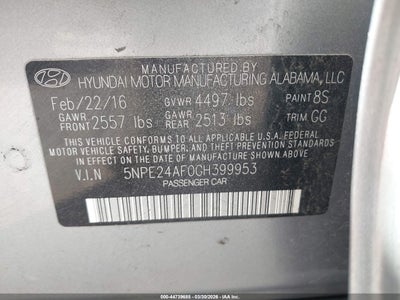 MANUFACTURED BY
HYUNDAI MOTOR MANUFACTURING ALABAMA, LLC
Feb/22/16 GVWR 4497 lbs PAINT 8S
GAWR FRONT 2557 lbs GAWR REAR 2513 lbs TRIM GG
THIS VEHICLE CONFORMS TO ALL APPLICABLE U.S.A. FEDERAL
MOTOR VEHICLE SAFETY, BUMPER, AND THEFT PREVENTION
STANDARDS IN EFFECT ON THE DATE OF MANUFACTURE SHOWN ABOVE.
V.I.N 5NPE24AF0GH399953
PASSENGER CAR
000-44739685 - 03/30/2026 - IAAI.COM